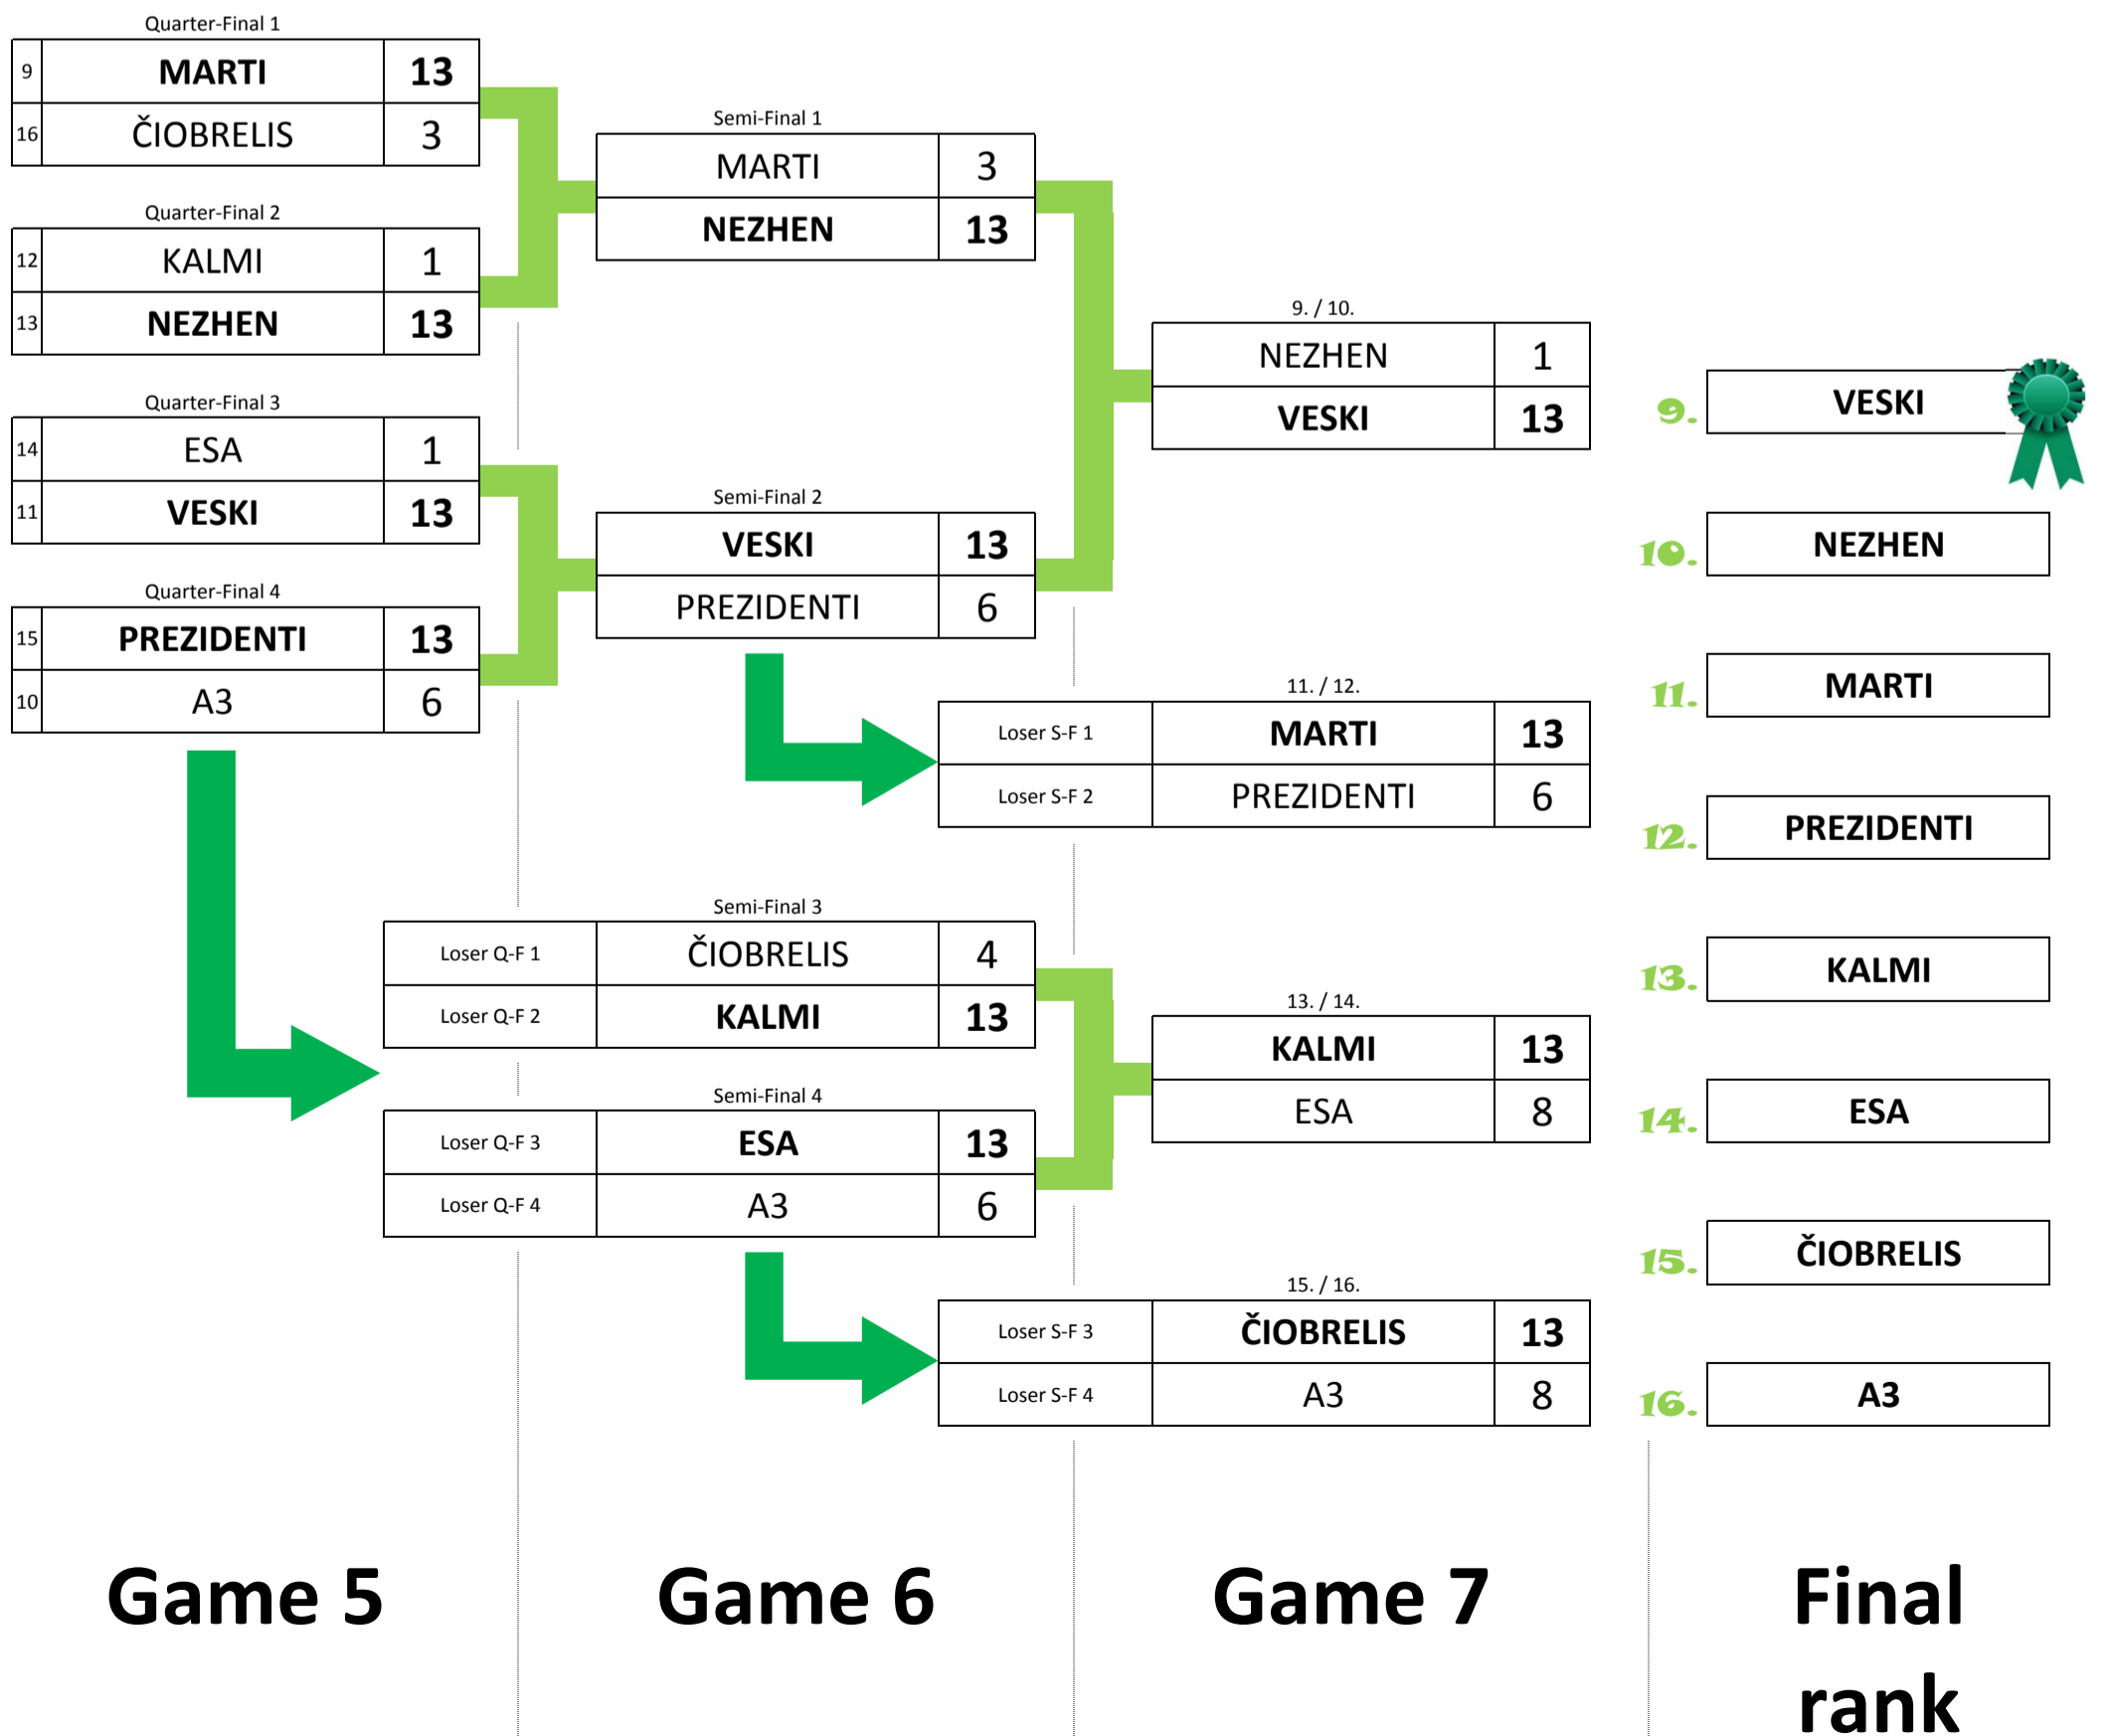 Quarter-Final 1
9 MARTI 13
16 ČIOBRELIS 3
Quarter-Final 2
12 KALMI 1
13 NEZHEN 13
Quarter-Final 3
14 ESA 1
11 VESKI 13
Quarter-Final 4
15 PREZIDENTI 13
10 A3 6
Semi-Final 1
MARTI 3
NEZHEN 13
Semi-Final 2
VESKI 13
PREZIDENTI 6
Semi-Final 3
Loser Q-F 1 ČIOBRELIS 4
Loser Q-F 2 KALMI 13
Semi-Final 4
Loser Q-F 3 ESA 13
Loser Q-F 4 A3 6
9. / 10.
NEZHEN 1
VESKI 13
11. / 12.
Loser S-F 1 MARTI 13
Loser S-F 2 PREZIDENTI 6
13. / 14.
KALMI 13
ESA 8
15. / 16.
Loser S-F 3 ČIOBRELIS 13
Loser S-F 4 A3 8
9. VESKI
10. NEZHEN
11. MARTI
12. PREZIDENTI
13. KALMI
14. ESA
15. ČIOBRELIS
16. A3
Game 5
Game 6
Game 7
Final
rank